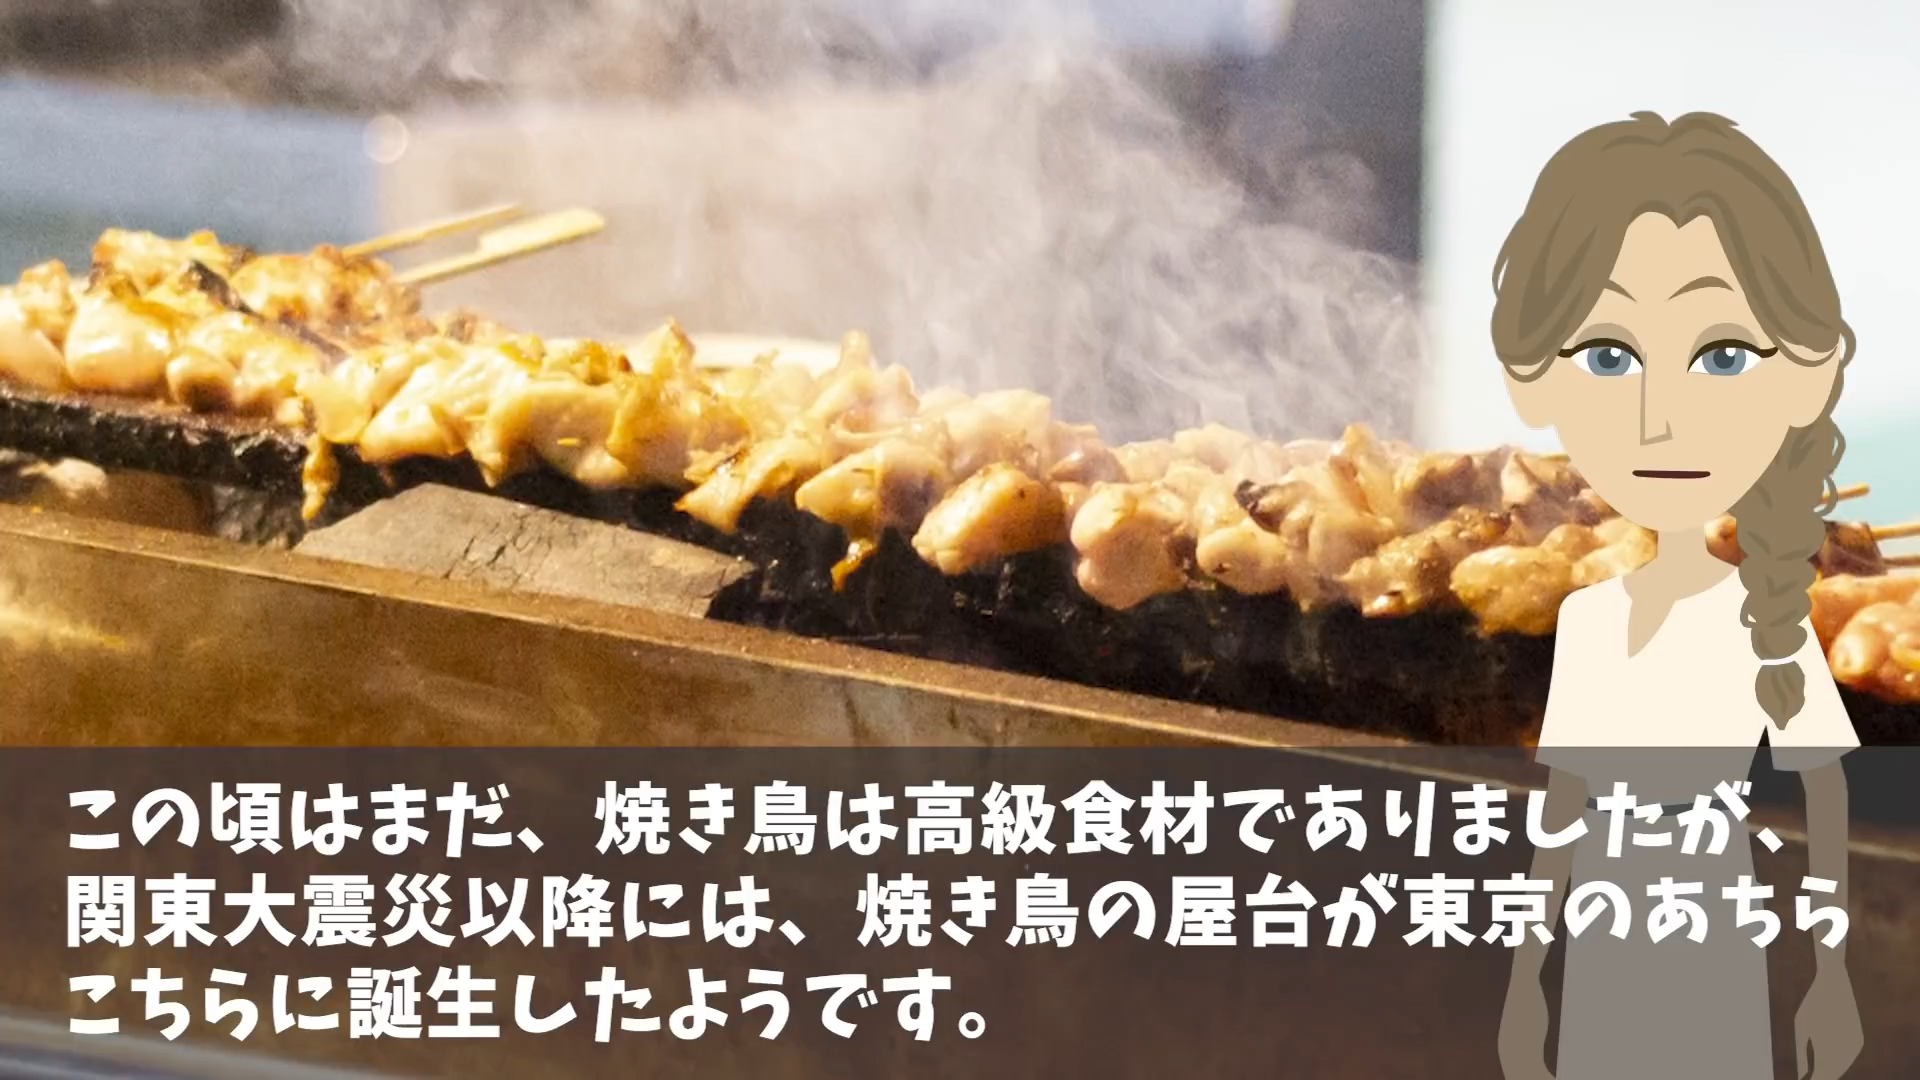 この頃はまだ、焼き鳥は高級食材でありましたが、
関東大震災以降には、焼き鳥の屋台が東京のあちら
こちらに誕生したようです。